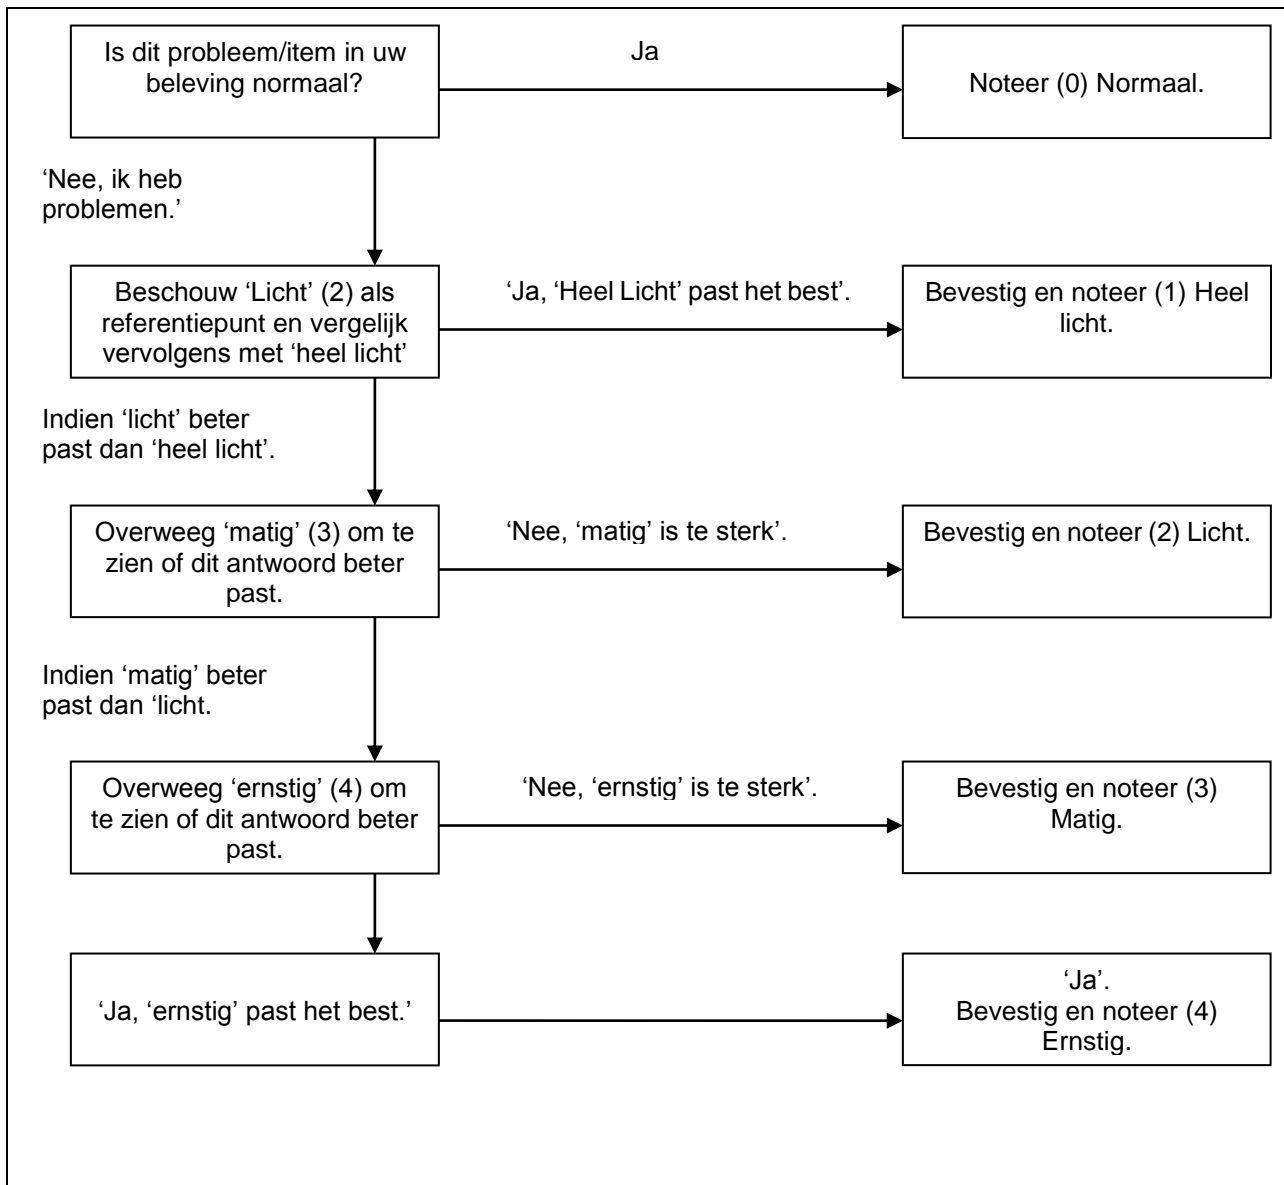 Is dit probleem/item in uw
beleving normaal?
Ja
Noteer (0) Normaal.
‘Nee, ik heb
problemen.’
Beschouw ‘Licht’ (2) als
referentiepunt en vergelijk
vervolgens met ‘heel licht’
‘Ja, ‘Heel Licht’ past het best’.
Bevestig en noteer (1) Heel
licht.
Indien ‘licht’ beter
past dan ‘heel licht’.
Overweeg ‘matig’ (3) om te
zien of dit antwoord beter
past.
‘Nee, ‘matig’ is te sterk’.
Bevestig en noteer (2) Licht.
Indien ‘matig’ beter
past dan ‘licht.
Overweeg ‘ernstig’ (4) om
te zien of dit antwoord beter
past.
‘Nee, ‘ernstig’ is te sterk’.
Bevestig en noteer (3)
Matig.
‘Ja, ‘ernstig’ past het best.’
‘Ja’.
Bevestig en noteer (4)
Ernstig.